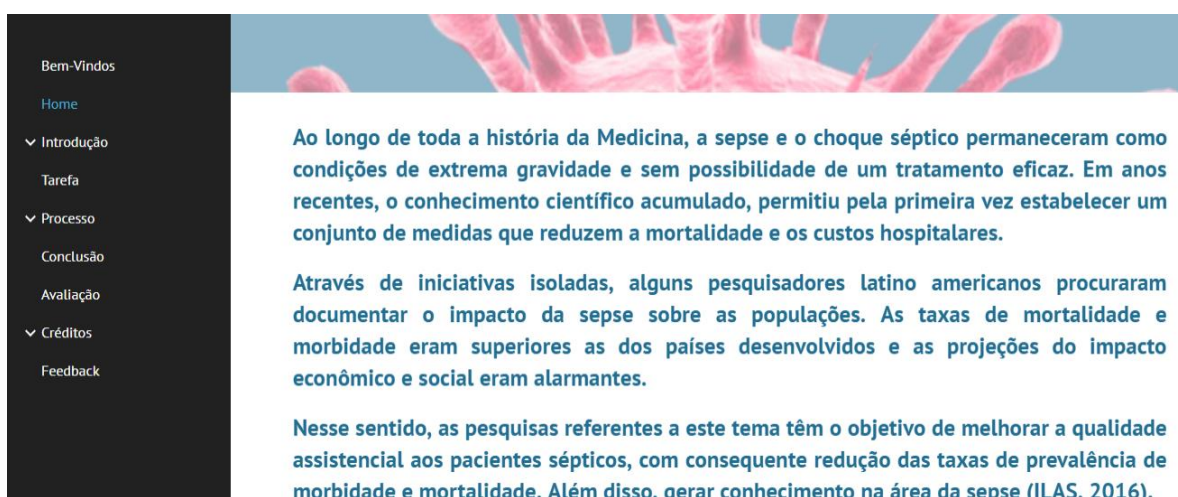 Bem-Vindos
Home
Introdução
Tarefa
Processo
Conclusão
Avaliação
Créditos
Feedback
Ao longo de toda a história da Medicina, a sepse e o choque séptico permaneceram como
condições de extrema gravidade e sem possibilidade de um tratamento eficaz. Em anos
recentes, o conhecimento científico acumulado, permitiu pela primeira vez estabelecer um
conjunto de medidas que reduzem a mortalidade e os custos hospitalares.
Através de iniciativas isoladas, alguns pesquisadores latino americanos procuraram
documentar o impacto da sepse sobre as populações. As taxas de mortalidade e
morbidade eram superiores as dos países desenvolvidos e as projeções do impacto
econômico e social eram alarmantes.
Nesse sentido, as pesquisas referentes a este tema têm o objetivo de melhorar a qualidade
assistencial aos pacientes sépticos, com consequente redução das taxas de prevalência de
morbidade e mortalidade. Além disso, gerar conhecimento na área da sepse (ILAS, 2016).